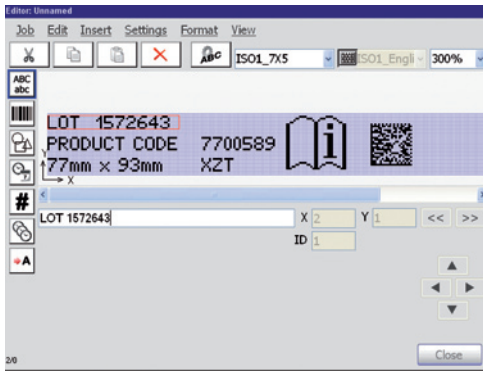 Editor: Unnamed
Job Edit Insert Settings Format View
ABC ISO1_7X5 ISO1_Engli 300%
ABC
abc
LOT 1572643
PRODUCT CODE 7700589
77mm × 93mm XZT
Y
X
i
#
LOT 1572643 X 2 Y 1 << >>
ID 1
A
Close
2/0